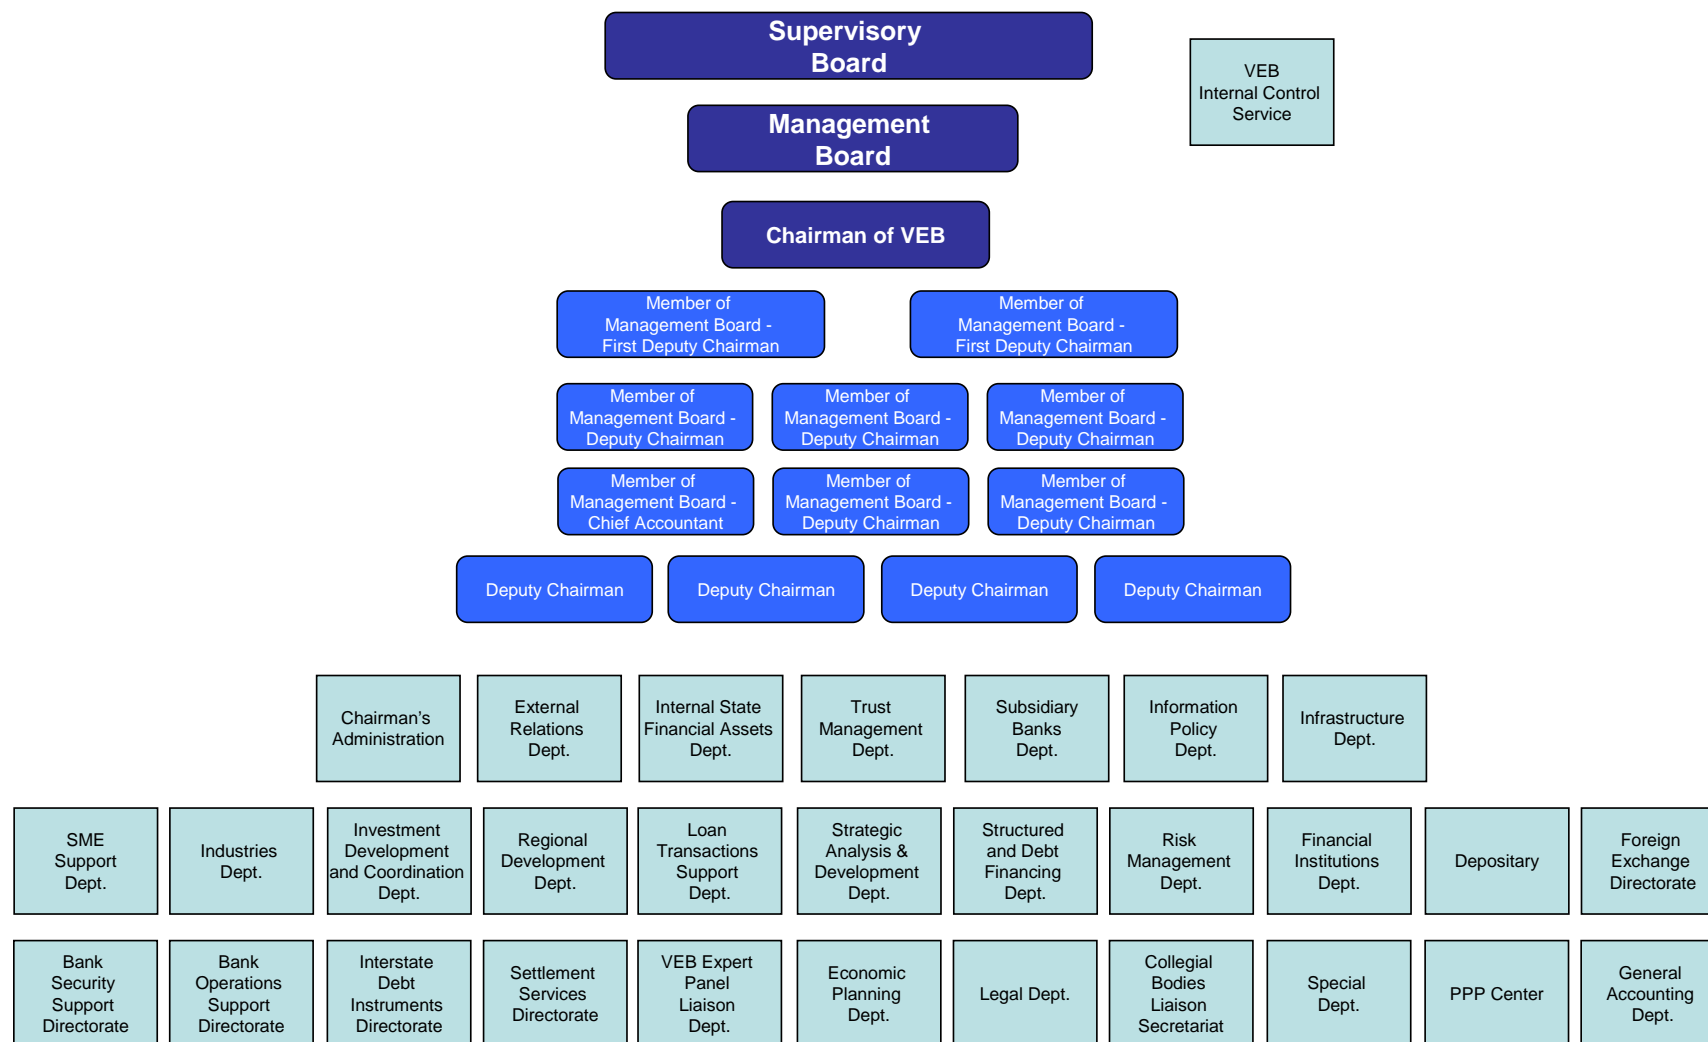 Supervisory
Board
VEB
Internal Control
Service
Management
Board
Chairman of VEB
Member of
Management Board -
First Deputy Chairman
Member of
Management Board -
First Deputy Chairman
Member of
Management Board -
Deputy Chairman
Member of
Management Board -
Deputy Chairman
Member of
Management Board -
Deputy Chairman
Member of
Management Board -
Chief Accountant
Member of
Management Board -
Deputy Chairman
Member of
Management Board -
Deputy Chairman
Deputy Chairman
Deputy Chairman
Deputy Chairman
Deputy Chairman
Chairman's
Administration
External
Relations
Dept.
Internal State
Financial Assets
Dept.
Trust
Management
Dept.
Subsidiary
Banks
Dept.
Information
Policy
Dept.
Infrastructure
Dept.
SME
Support
Dept.
Industries
Dept.
Investment
Development
and Coordination
Dept.
Regional
Development
Dept.
Loan
Transactions
Support
Dept.
Strategic
Analysis &
Development
Dept.
Structured
and Debt
Financing
Dept.
Risk
Management
Dept.
Financial
Institutions
Dept.
Depositary
Foreign
Exchange
Directorate
Bank
Security
Support
Directorate
Bank
Operations
Support
Directorate
Interstate
Debt
Instruments
Directorate
Settlement
Services
Directorate
VEB Expert
Panel
Liaison
Dept.
Economic
Planning
Dept.
Legal Dept.
Collegial
Bodies
Liaison
Secretariat
Special
Dept.
PPP Center
General
Accounting
Dept.